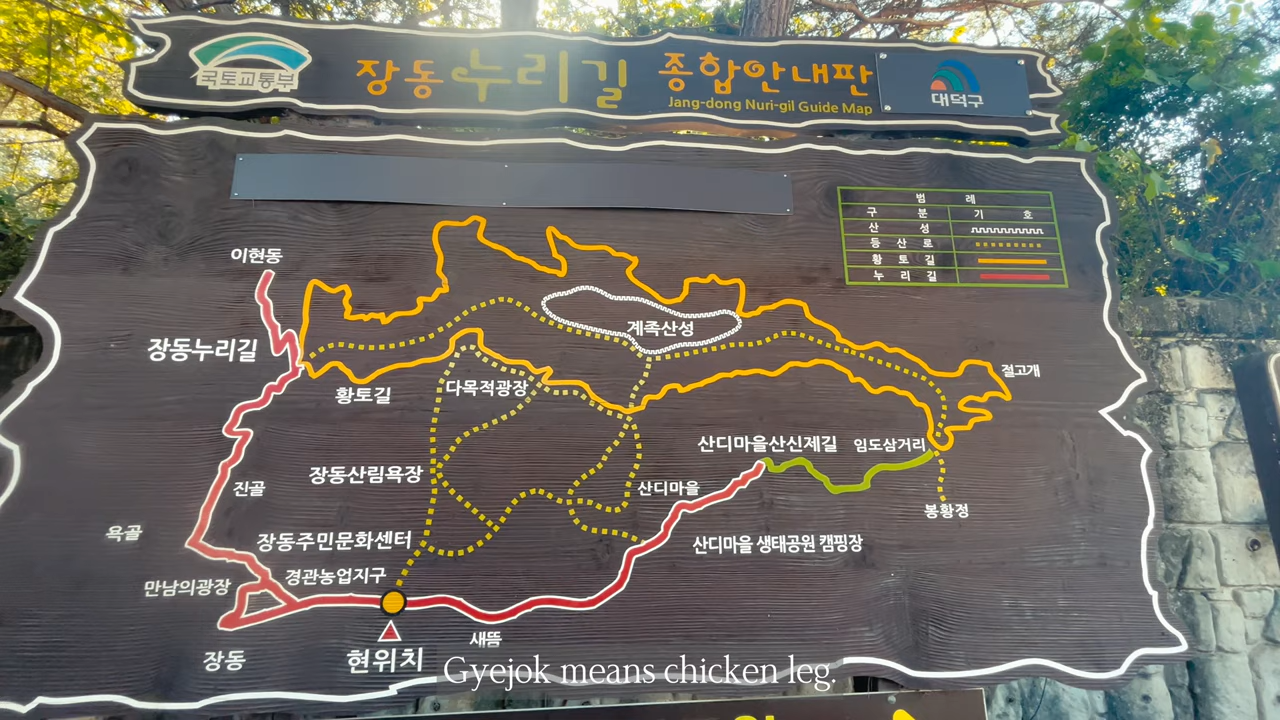 국토교통부
장동누리길 종합안내판
Jang-dong Nuri-gil Guide Map
대덕구
범 례
구 분 기 호
산 성
등 산 로
황 토 길
누 리 길
이현동
장동누리길
계족산성
절고개
황토길
다목적광장
산디마을산신제길
임도삼거리
장동산림욕장
진골
산디마을
봉황정
욕골
장동주민문화센터
산디마을 생태공원 캠핑장
만남의광장
경관농업지구
새뜸
장동
현위치
Gyejok means chicken leg.